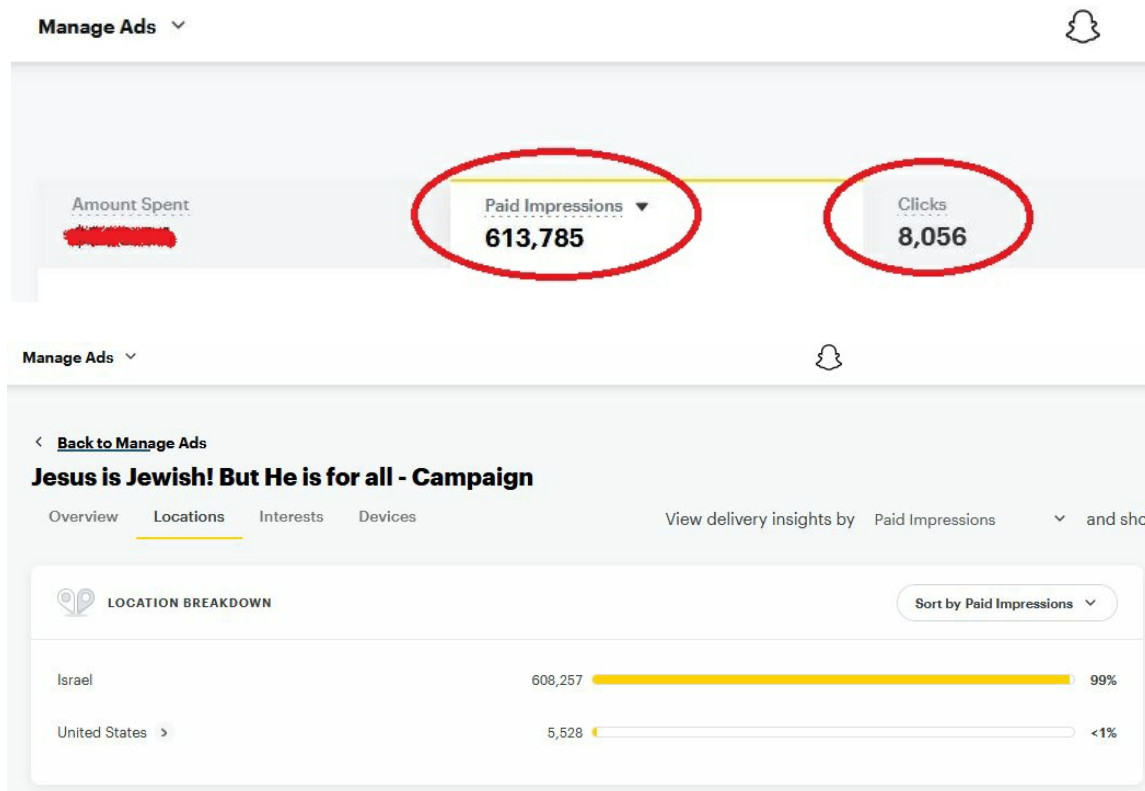 Manage Ads
Amount Spent
Paid Impressions
Clicks
613,785
8,056
Manage Ads
Back to Manage Ads
Jesus is Jewish! But He is for all - Campaign
Overview Locations Interests Devices
View delivery insights by Paid Impressions and sho
LOCATION BREAKDOWN
Sort by Paid Impressions
Israel 608,257 99%
United States 5,528 <1%